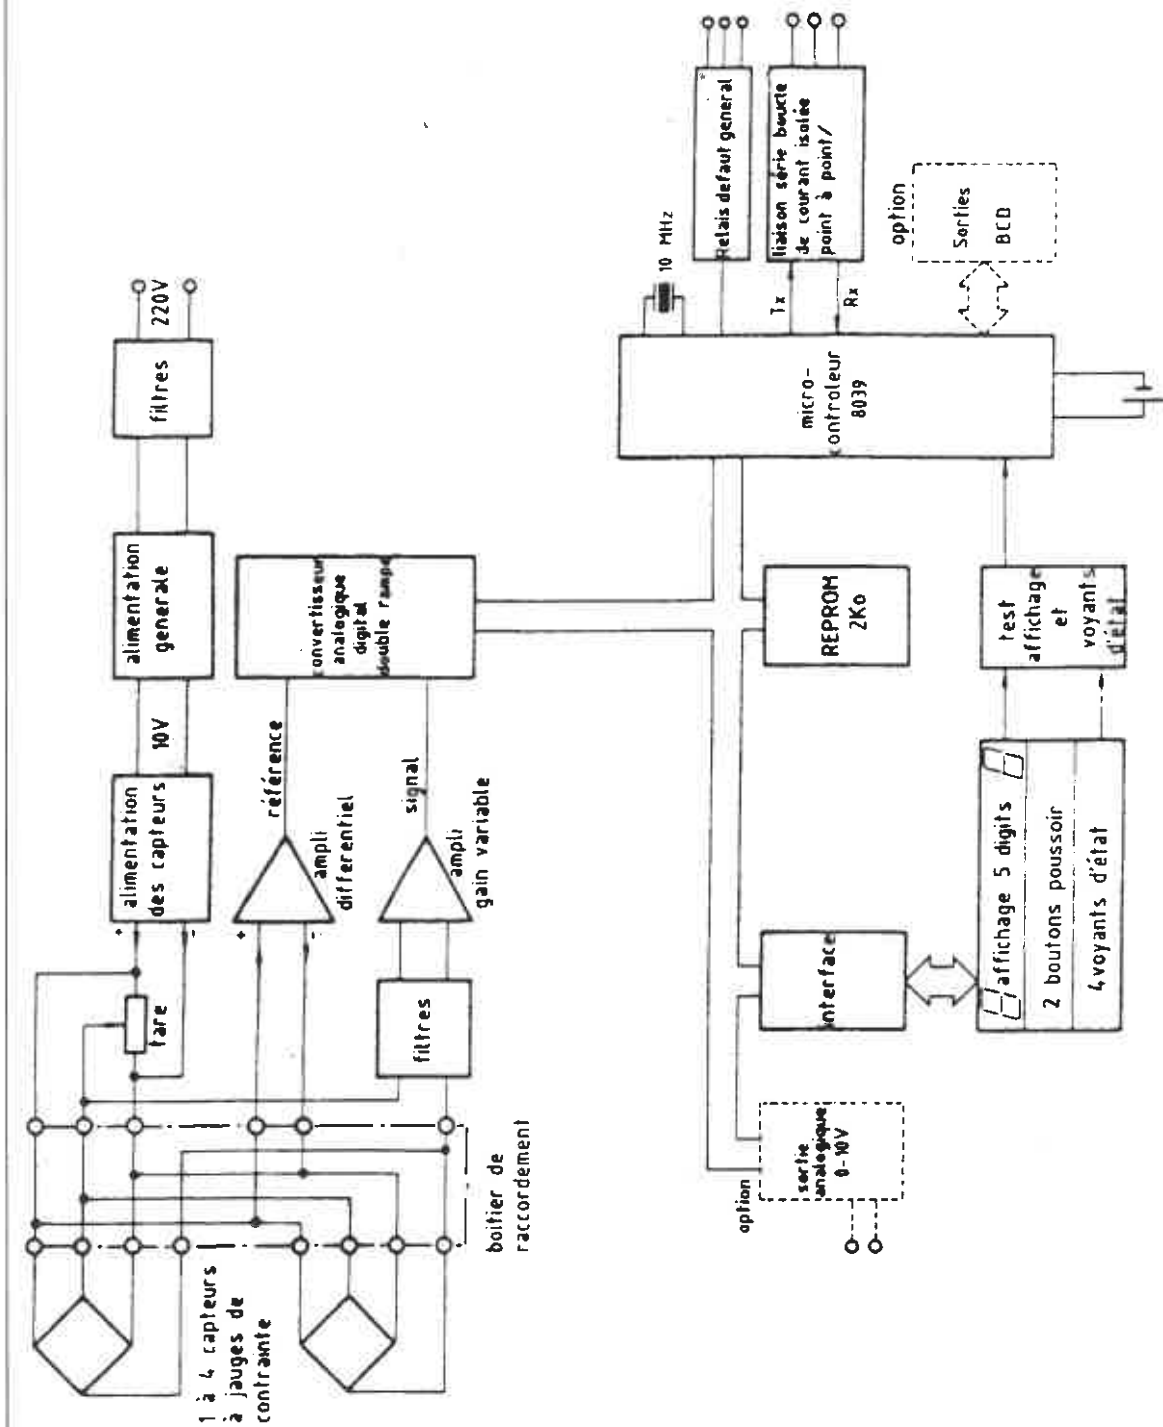 1 à 4 capteurs
à jauges de
contrainte
boitier de
raccordement
tare
alimentation
des capteurs
+
-
10V
alimentation
generale
filtres
220V
+
-
ampli
differentiel
référence
filtres
ampli
gain variable
signal
convertisseur
analogique
digital
double rampe
option
sortie
analogique
0-10V
interface
REPROM
2Ko
affichage 5 digits
2 boutons poussoir
4 voyants d'état
test
affichage
et
voyants
d'état
micro-
controleur
8039
10 MHz
Relais defaut general
Tx
Rx
liaison série boucle
de courant isolée
point à point/
option
Sorties
BCD